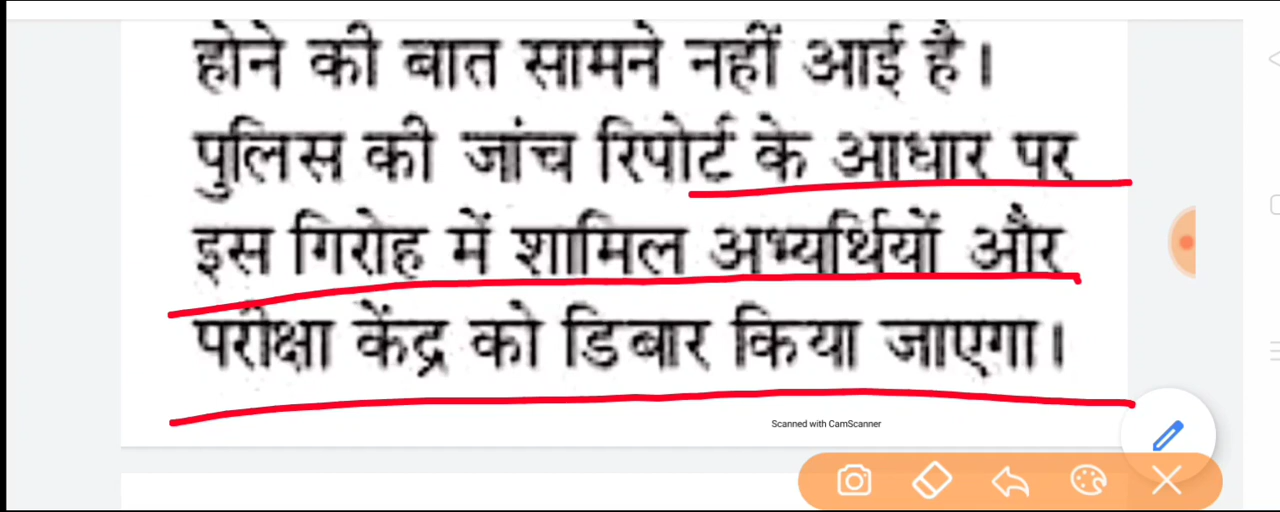 होने की बात सामने नहीं आई है।
पुलिस की जांच रिपोर्ट के आधार पर
इस गिरोह में शामिल अभ्यर्थियों और
परीक्षा केंद्र को डिबार किया जाएगा।
Scanned with CamScanner